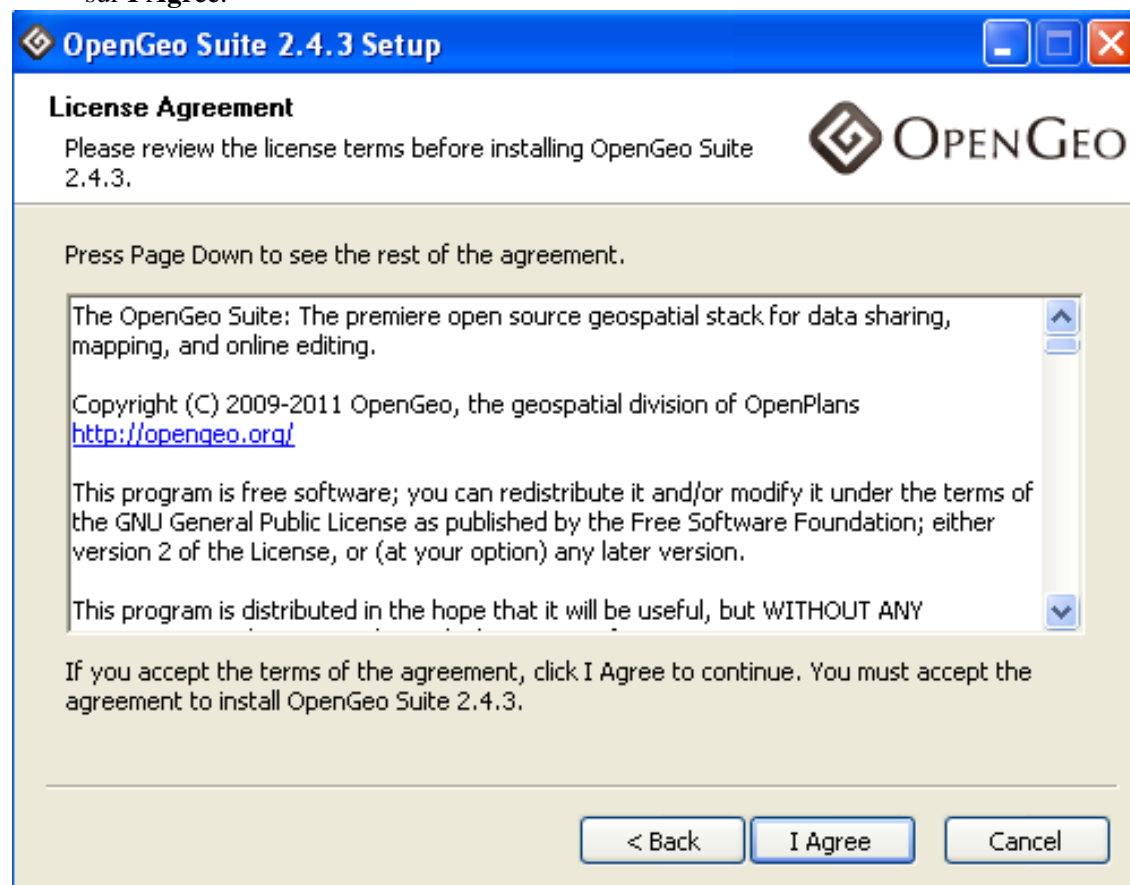 sur I Agree.
OpenGeo Suite 2.4.3 Setup
License Agreement
Please review the license terms before installing OpenGeo Suite
2.4.3.
OPENGEO
Press Page Down to see the rest of the agreement.
The OpenGeo Suite: The premiere open source geospatial stack for data sharing,
mapping, and online editing.
Copyright (C) 2009-2011 OpenGeo, the geospatial division of OpenPlans
http://opengeo.org/
This program is free software; you can redistribute it and/or modify it under the terms of
the GNU General Public License as published by the Free Software Foundation; either
version 2 of the License, or (at your option) any later version.
This program is distributed in the hope that it will be useful, but WITHOUT ANY
If you accept the terms of the agreement, click I Agree to continue. You must accept the
agreement to install OpenGeo Suite 2.4.3.
< Back
I Agree
Cancel